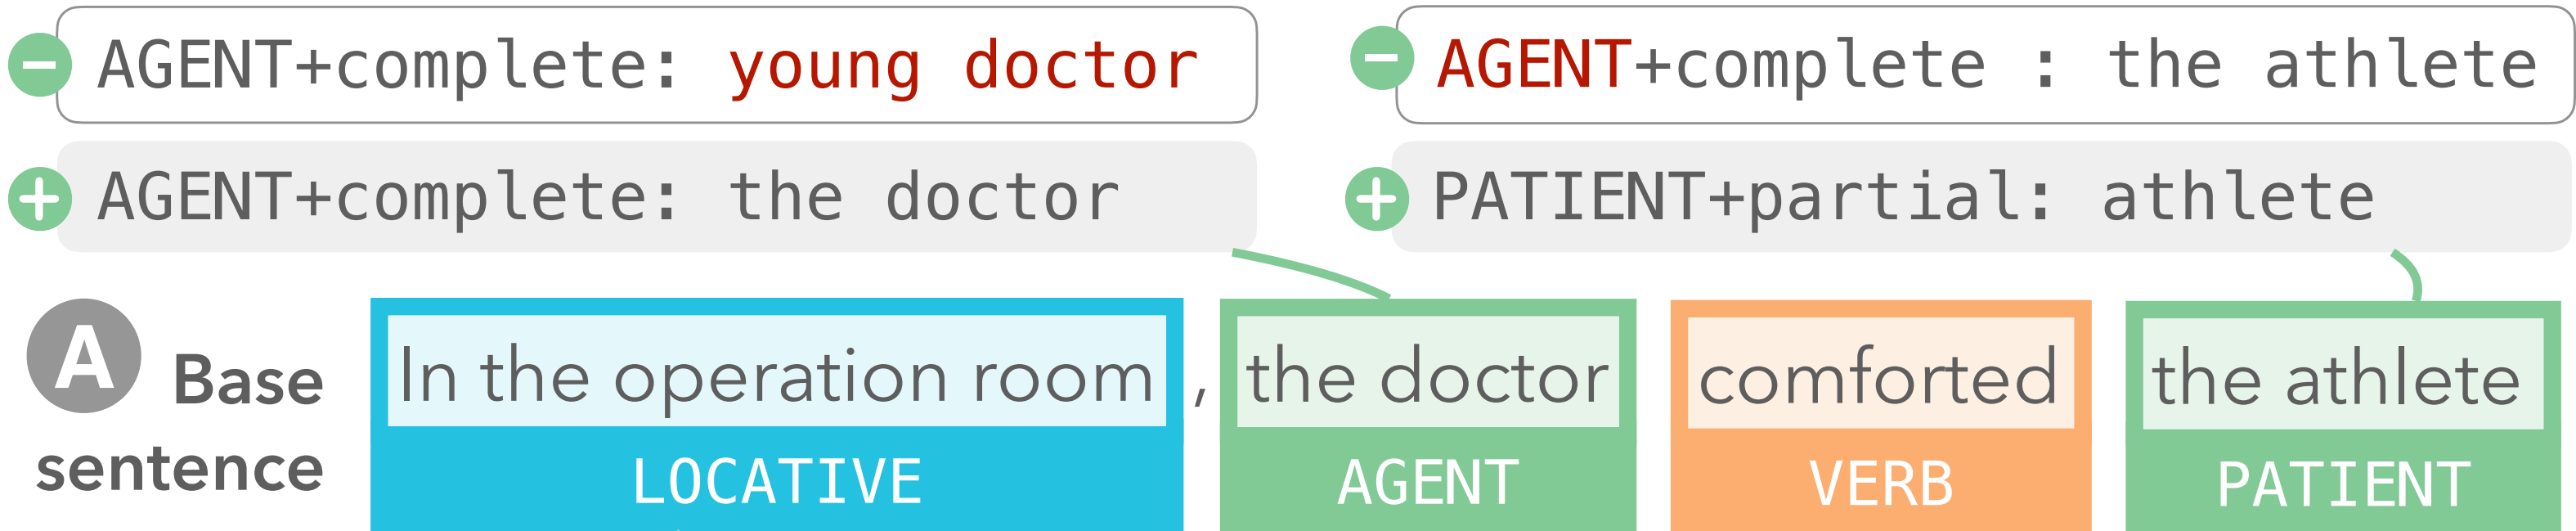 − AGENT+complete: young doctor
− AGENT+complete : the athlete
+ AGENT+complete: the doctor
+ PATIENT+partial: athlete
A Base sentence
In the operation room , the doctor comforted the athlete
LOCATIVE AGENT VERB PATIENT